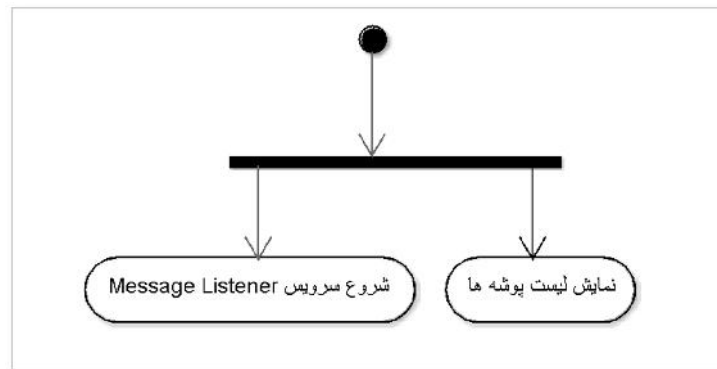 شروع سرویس Message Listener
نمایش لیست پوشه ها